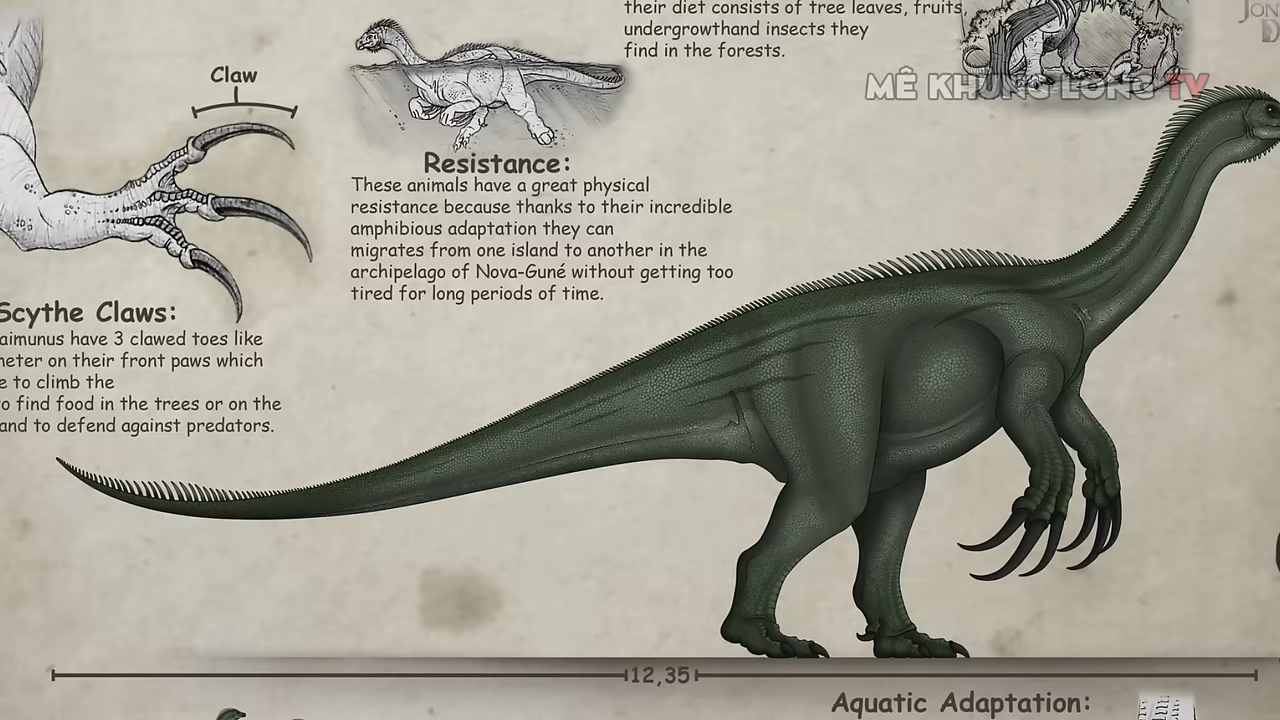 their diet consists of tree leaves, fruits,
undergrowthand insects they
find in the forests.
MÊ KHỦNG LONG TV
Claw
Resistance:
These animals have a great physical
resistance because thanks to their incredible
amphibious adaptation they can
migrates from one island to another in the
archipelago of Nova-Guné without getting too
tired for long periods of time.
Scythe Claws:
aimunus have 3 clawed toes like
meter on their front paws which
e to climb the
to find food in the trees or on the
and to defend against predators.
12,35
Aquatic Adaptation: